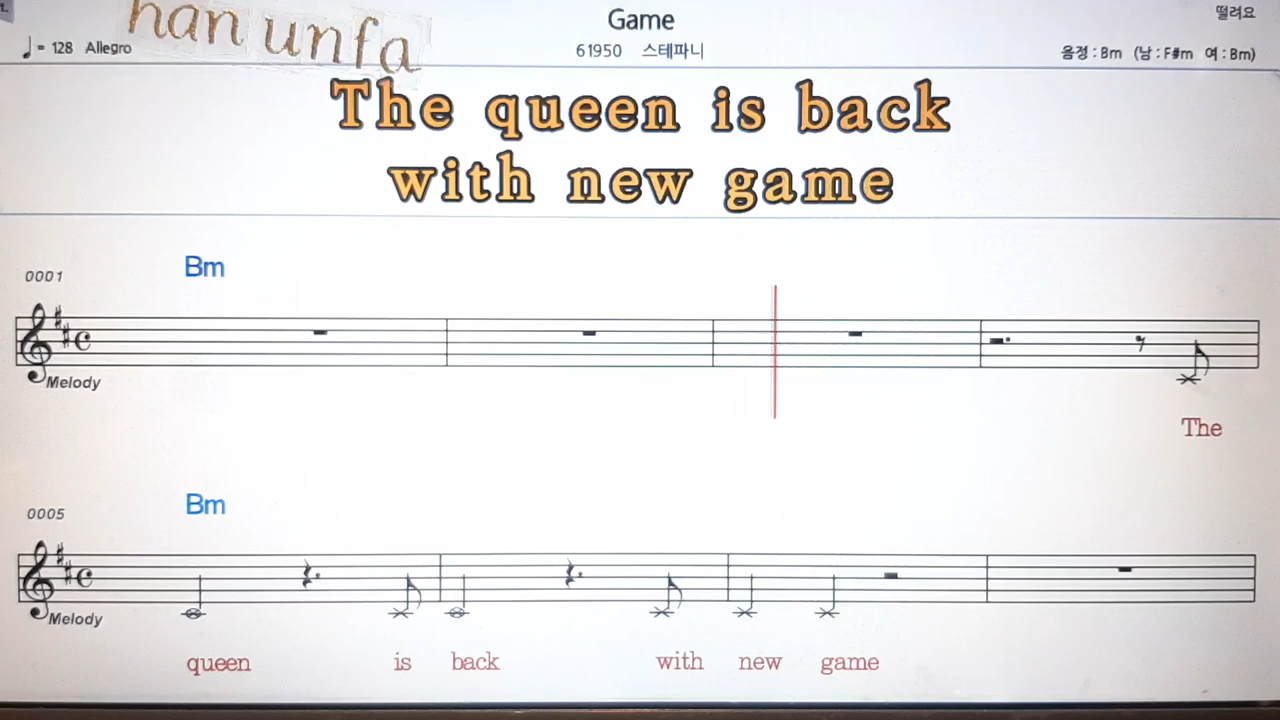 han unfa
Game
떨려요
♩= 128 Allegro
61950 스테파니
음정 : Bm (남 : F#m 여 : Bm)
The queen is back
with new game
0001
Bm
Melody
The
0005
Bm
Melody
queen is back with new game